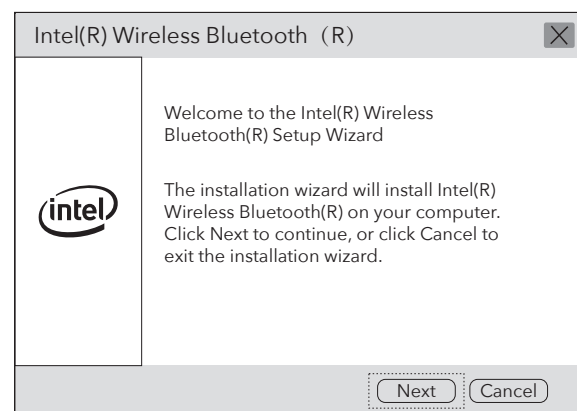 Intel(R) Wireless Bluetooth（R）
Welcome to the Intel(R) Wireless
Bluetooth(R) Setup Wizard
The installation wizard will install Intel(R)
Wireless Bluetooth(R) on your computer.
Click Next to continue, or click Cancel to
exit the installation wizard.
intel
Next
Cancel